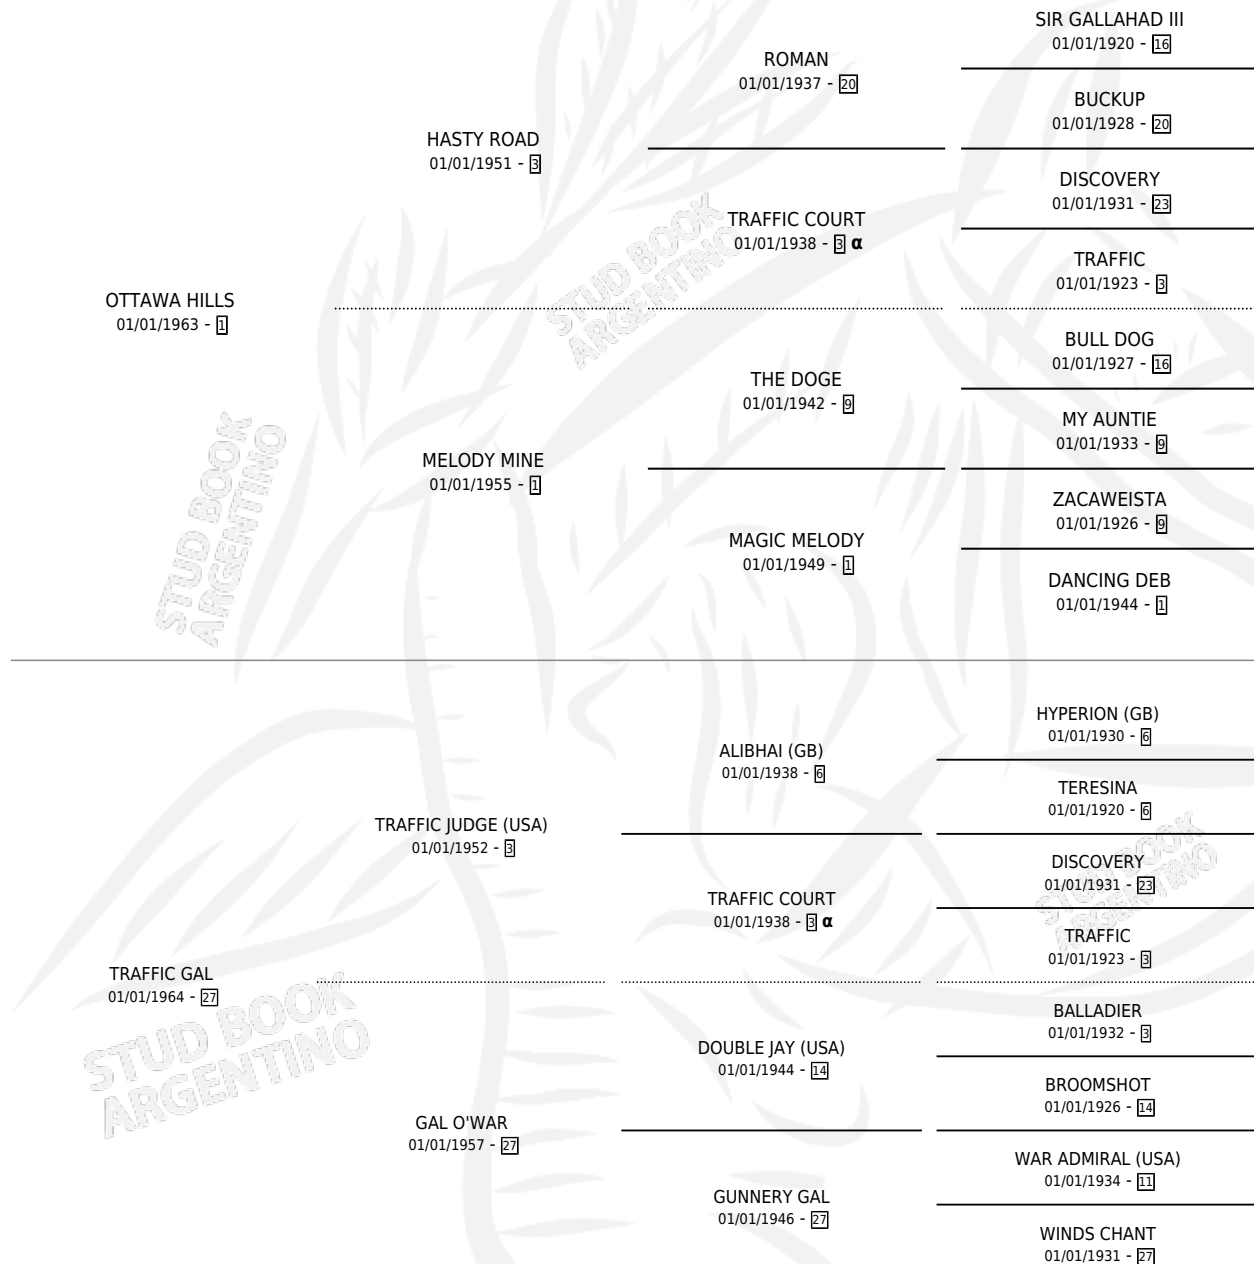 SIR GALLAHAD III
01/01/1920 - 16
ROMAN
01/01/1937 - 20
BUCKUP
01/01/1928 - 20
HASTY ROAD
01/01/1951 - 3
DISCOVERY
01/01/1931 - 23
TRAFFIC COURT
01/01/1938 - 3 α
TRAFFIC
01/01/1923 - 3
OTTAWA HILLS
01/01/1963 - 1
BULL DOG
01/01/1927 - 16
THE DOGE
01/01/1942 - 9
MY AUNTIE
01/01/1933 - 9
MELODY MINE
01/01/1955 - 1
ZACAWEISTA
01/01/1926 - 9
MAGIC MELODY
01/01/1949 - 1
DANCING DEB
01/01/1944 - 1
STUD BOOK
ARGENTINO
STUD BOOK
ARGENTINO
HYPERION (GB)
01/01/1930 - 6
ALIBHAI (GB)
01/01/1938 - 6
TERESINA
01/01/1920 - 6
TRAFFIC JUDGE (USA)
01/01/1952 - 3
DISCOVERY
01/01/1931 - 23
TRAFFIC COURT
01/01/1938 - 3 α
TRAFFIC
01/01/1923 - 3
TRAFFIC GAL
01/01/1964 - 27
BALLADIER
01/01/1932 - 3
DOUBLE JAY (USA)
01/01/1944 - 14
BROOMSHOT
01/01/1926 - 14
GAL O'WAR
01/01/1957 - 27
WAR ADMIRAL (USA)
01/01/1934 - 11
GUNNERY GAL
01/01/1946 - 27
WINDS CHANT
01/01/1931 - 27
STUD BOOK
ARGENTINO
STUD BOOK
ARGENTINO